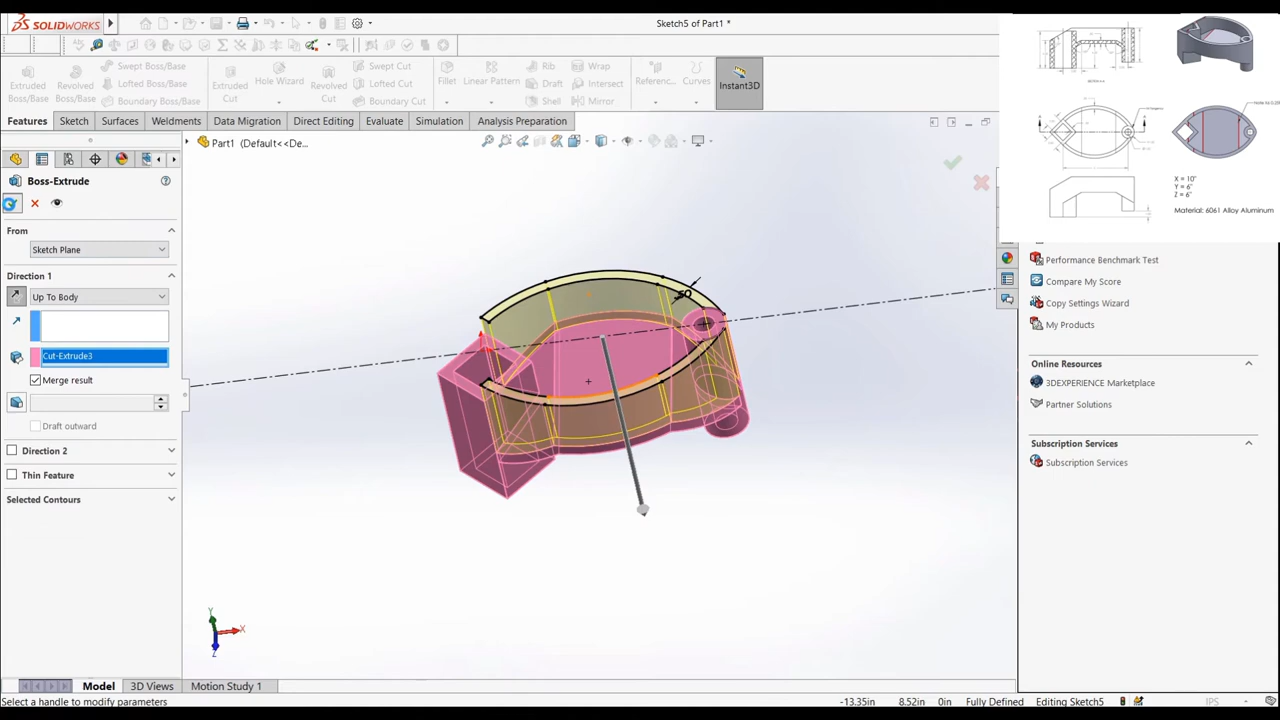 SOLIDWORKS
Sketch5 of Part1 *
Extruded Boss/Base
Revolved Boss/Base
Swept Boss/Base
Lofted Boss/Base
Boundary Boss/Base
Extruded Cut
Hole Wizard
Revolved Cut
Swept Cut
Lofted Cut
Boundary Cut
Fillet
Linear Pattern
Rib
Draft
Shell
Wrap
Intersect
Mirror
Referenc...
Curves
Instant3D
Features
Sketch
Surfaces
Weldments
Data Migration
Direct Editing
Evaluate
Simulation
Analysis Preparation
Part1 (Default<<De...
Boss-Extrude
From
Sketch Plane
Direction 1
Up To Body
Cut-Extrude3
Merge result
Draft outward
Direction 2
Thin Feature
Selected Contours
.50
X = 10"
Y = 6"
Z = 6"
Material: 6061 Alloy Aluminum
Performance Benchmark Test
Compare My Score
Copy Settings Wizard
My Products
Online Resources
3DEXPERIENCE Marketplace
Partner Solutions
Subscription Services
Subscription Services
Y
X
Z
Model
3D Views
Motion Study 1
Select a handle to modify parameters
-13.35in
8.52in
0in
Fully Defined
Editing Sketch5
IPS